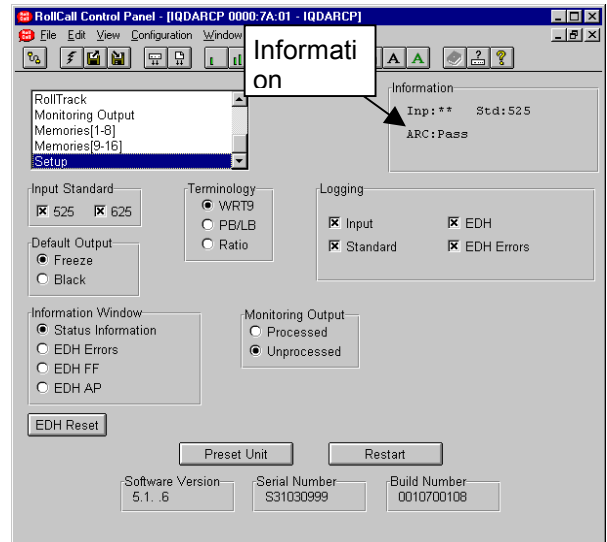 RollCall Control Panel - [IQDARCP 0000:7A:01 - IQDARCP]
File Edit View Configuration Window
Informati
on
A A
RollTrack
Monitoring Output
Memories[1-8]
Memories[9-16]
Setup
Information
Inp:** Std:525
ARC:Pass
Input Standard
525 625
Terminology
WRT9
PB/LB
Ratio
Logging
Input EDH
Standard EDH Errors
Default Output
Freeze
Black
Information Window
Status Information
EDH Errors
EDH FF
EDH AP
Monitoring Output
Processed
Unprocessed
EDH Reset
Preset Unit Restart
Software Version
5.1. .6
Serial Number
S31030999
Build Number
0010700108